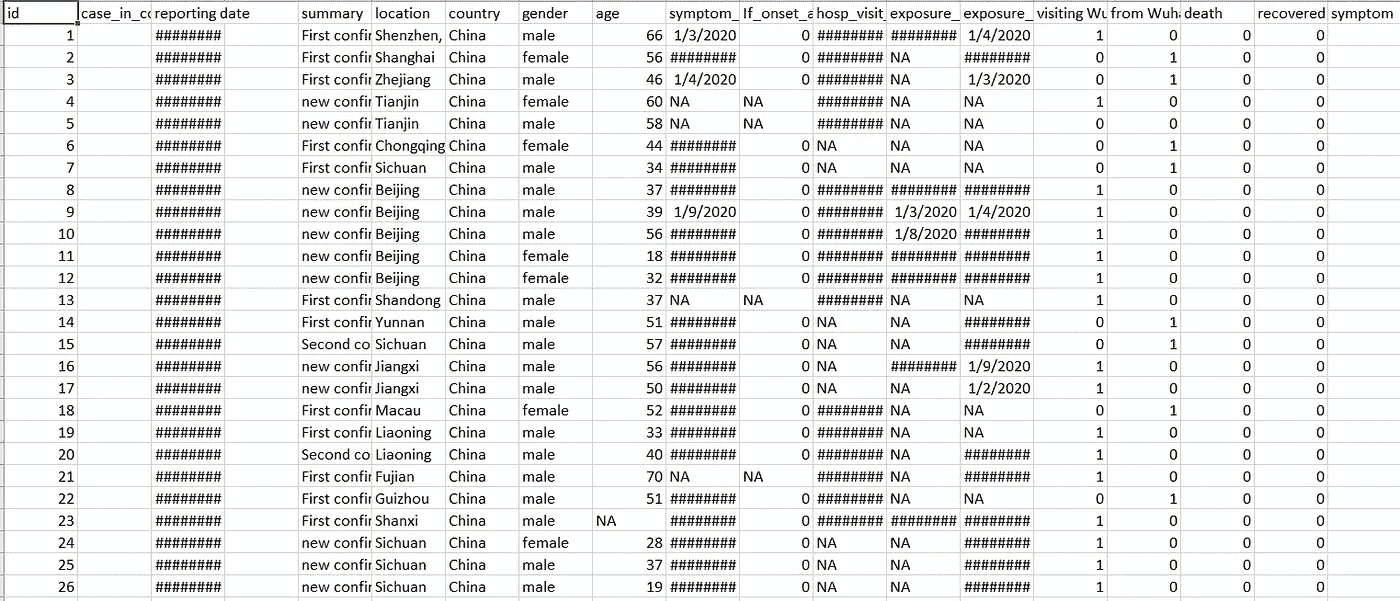 id case_in_co reporting date summary location country gender age symptom_ If_onset_a hosp_visit_ exposure_ exposure_ visiting Wu from Wuha death recovered symptom
1 ######## First confir Shenzhen, China male 66 1/3/2020 0 ######## ######## 1/4/2020 1 0 0 0
2 ######## First confir Shanghai China female 56 ######## 0 ######## NA ######## 0 1 0 0
3 ######## First confir Zhejiang China male 46 1/4/2020 0 ######## NA 1/3/2020 0 1 0 0
4 ######## new confir Tianjin China female 60 NA NA ######## NA NA 1 0 0 0
5 ######## new confir Tianjin China male 58 NA NA ######## NA NA 0 0 0 0
6 ######## First confir Chongqing China female 44 ######## 0 NA NA NA 0 1 0 0
7 ######## First confir Sichuan China male 34 ######## 0 NA NA NA 0 1 0 0
8 ######## new confir Beijing China male 37 ######## 0 ######## ######## ######## 1 0 0 0
9 ######## new confir Beijing China male 39 1/9/2020 0 ######## 1/3/2020 1/4/2020 1 0 0 0
10 ######## new confir Beijing China male 56 ######## 0 ######## 1/8/2020 ######## 1 0 0 0
11 ######## new confir Beijing China female 18 ######## 0 ######## ######## ######## 1 0 0 0
12 ######## new confir Beijing China female 32 ######## 0 ######## ######## ######## 1 0 0 0
13 ######## First confir Shandong China male 37 NA NA ######## NA NA 1 0 0 0
14 ######## First confir Yunnan China male 51 ######## 0 NA NA ######## 0 1 0 0
15 ######## Second co Sichuan China male 57 ######## 0 NA NA ######## 0 1 0 0
16 ######## new confir Jiangxi China male 56 ######## 0 NA ######## 1/9/2020 1 0 0 0
17 ######## new confir Jiangxi China male 50 ######## 0 NA NA 1/2/2020 1 0 0 0
18 ######## First confir Macau China female 52 ######## 0 ######## NA NA 0 1 0 0
19 ######## First confir Liaoning China male 33 ######## 0 ######## NA NA 1 0 0 0
20 ######## Second co Liaoning China male 40 ######## 0 ######## NA ######## 1 0 0 0
21 ######## First confir Fujian China male 70 NA NA ######## NA ######## 1 0 0 0
22 ######## First confir Guizhou China male 51 ######## 0 ######## NA NA 0 1 0 0
23 ######## First confir Shanxi China male NA ######## 0 ######## ######## ######## 1 0 0 0
24 ######## new confir Sichuan China female 28 ######## 0 NA NA ######## 1 0 0 0
25 ######## new confir Sichuan China male 37 ######## 0 NA NA ######## 1 0 0 0
26 ######## new confir Sichuan China male 19 ######## 0 NA NA ######## 1 0 0 0